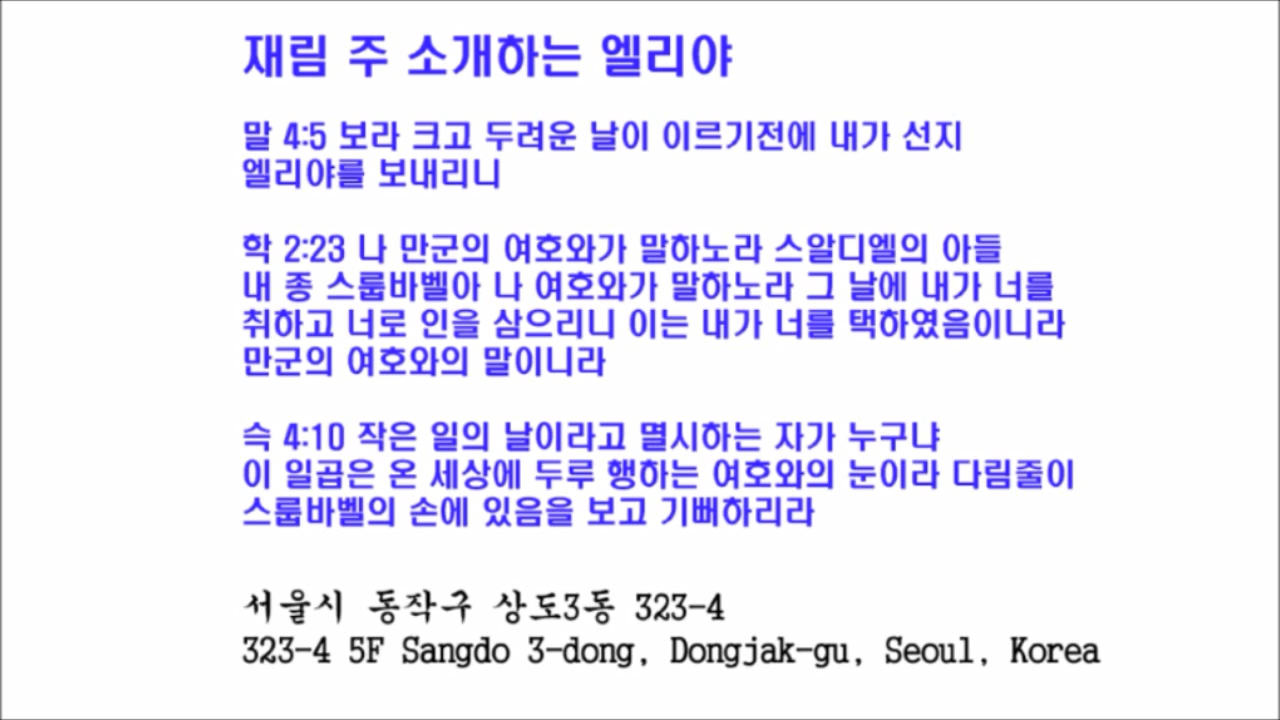 재림 주 소개하는 엘리야
말 4:5 보라 크고 두려운 날이 이르기전에 내가 선지
엘리야를 보내리니
학 2:23 나 만군의 여호와가 말하노라 스알디엘의 아들
내 종 스룹바벨아 나 여호와가 말하노라 그 날에 내가 너를
취하고 너로 인을 삼으리니 이는 내가 너를 택하였음이니라
만군의 여호와의 말이니라
슥 4:10 작은 일의 날이라고 멸시하는 자가 누구냐
이 일곱은 온 세상에 두루 행하는 여호와의 눈이라 다림줄이
스룹바벨의 손에 있음을 보고 기뻐하리라
서울시 동작구 상도3동 323-4
323-4 5F Sangdo 3-dong, Dongjak-gu, Seoul, Korea